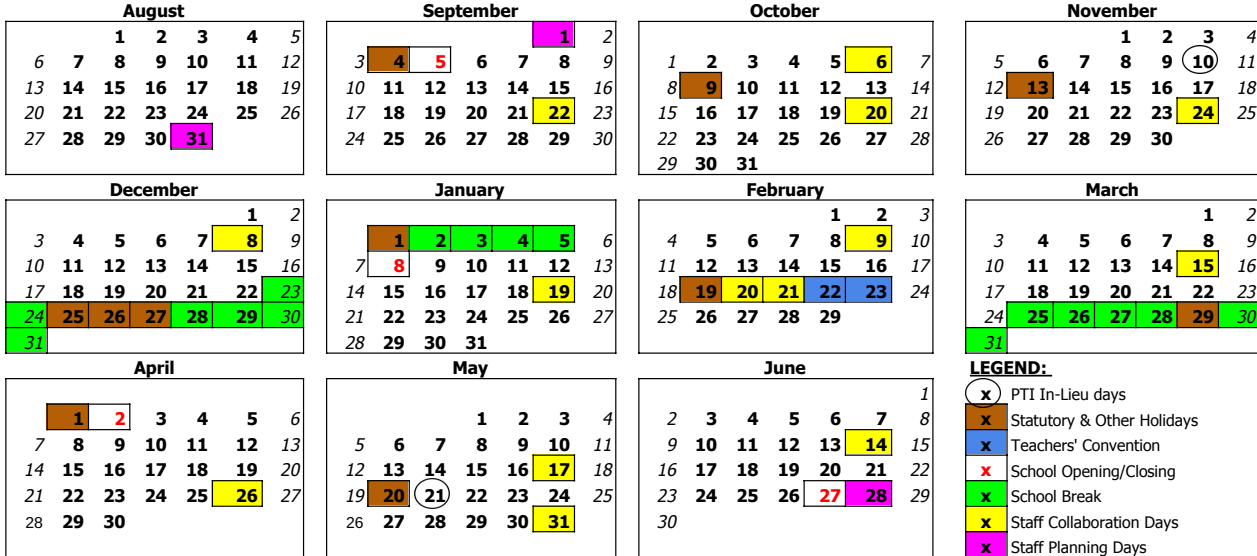 August
1 2 3 4 5
6 7 8 9 10 11 12
13 14 15 16 17 18 19
20 21 22 23 24 25 26
27 28 29 30 31
September
1 2
3 4 5 6 7 8 9
10 11 12 13 14 15 16
17 18 19 20 21 22 23
24 25 26 27 28 29 30
October
1 2 3 4 5 6 7
8 9 10 11 12 13 14
15 16 17 18 19 20 21
22 23 24 25 26 27 28
29 30 31
November
1 2 3 4
5 6 7 8 9 10 11
12 13 14 15 16 17 18
19 20 21 22 23 24 25
26 27 28 29 30
December
1 2
3 4 5 6 7 8 9
10 11 12 13 14 15 16
17 18 19 20 21 22 23
24 25 26 27 28 29 30
31
January
1 2 3 4 5 6
7 8 9 10 11 12 13
14 15 16 17 18 19 20
21 22 23 24 25 26 27
28 29 30 31
February
1 2 3
4 5 6 7 8 9 10
11 12 13 14 15 16 17
18 19 20 21 22 23 24
25 26 27 28 29
March
1 2
3 4 5 6 7 8 9
10 11 12 13 14 15 16
17 18 19 20 21 22 23
24 25 26 27 28 29 30
31
April
1 2 3 4 5 6
7 8 9 10 11 12 13
14 15 16 17 18 19 20
21 22 23 24 25 26 27
28 29 30
May
1 2 3 4
5 6 7 8 9 10 11
12 13 14 15 16 17 18
19 20 21 22 23 24 25
26 27 28 29 30 31
June
1
2 3 4 5 6 7 8
9 10 11 12 13 14 15
16 17 18 19 20 21 22
23 24 25 26 27 28 29
30
LEGEND:
x PTI In-Lieu days
x Statutory & Other Holidays
x Teachers' Convention
x School Opening/Closing
x School Break
x Staff Collaboration Days
x Staff Planning Days